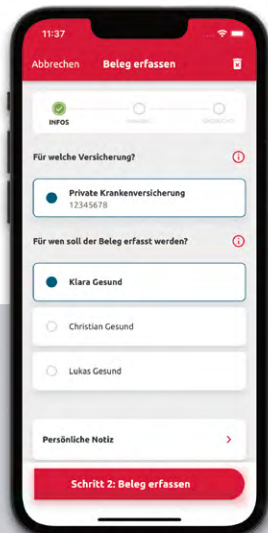 11:37
Abbrechen Beleg erfassen
INFOS
Für welche Versicherung?
Private Krankenversicherung
12345678
Für wen soll der Beleg erfasst werden?
Klara Gesund
Christian Gesund
Lukas Gesund
Persönliche Notiz
Schritt 2: Beleg erfassen